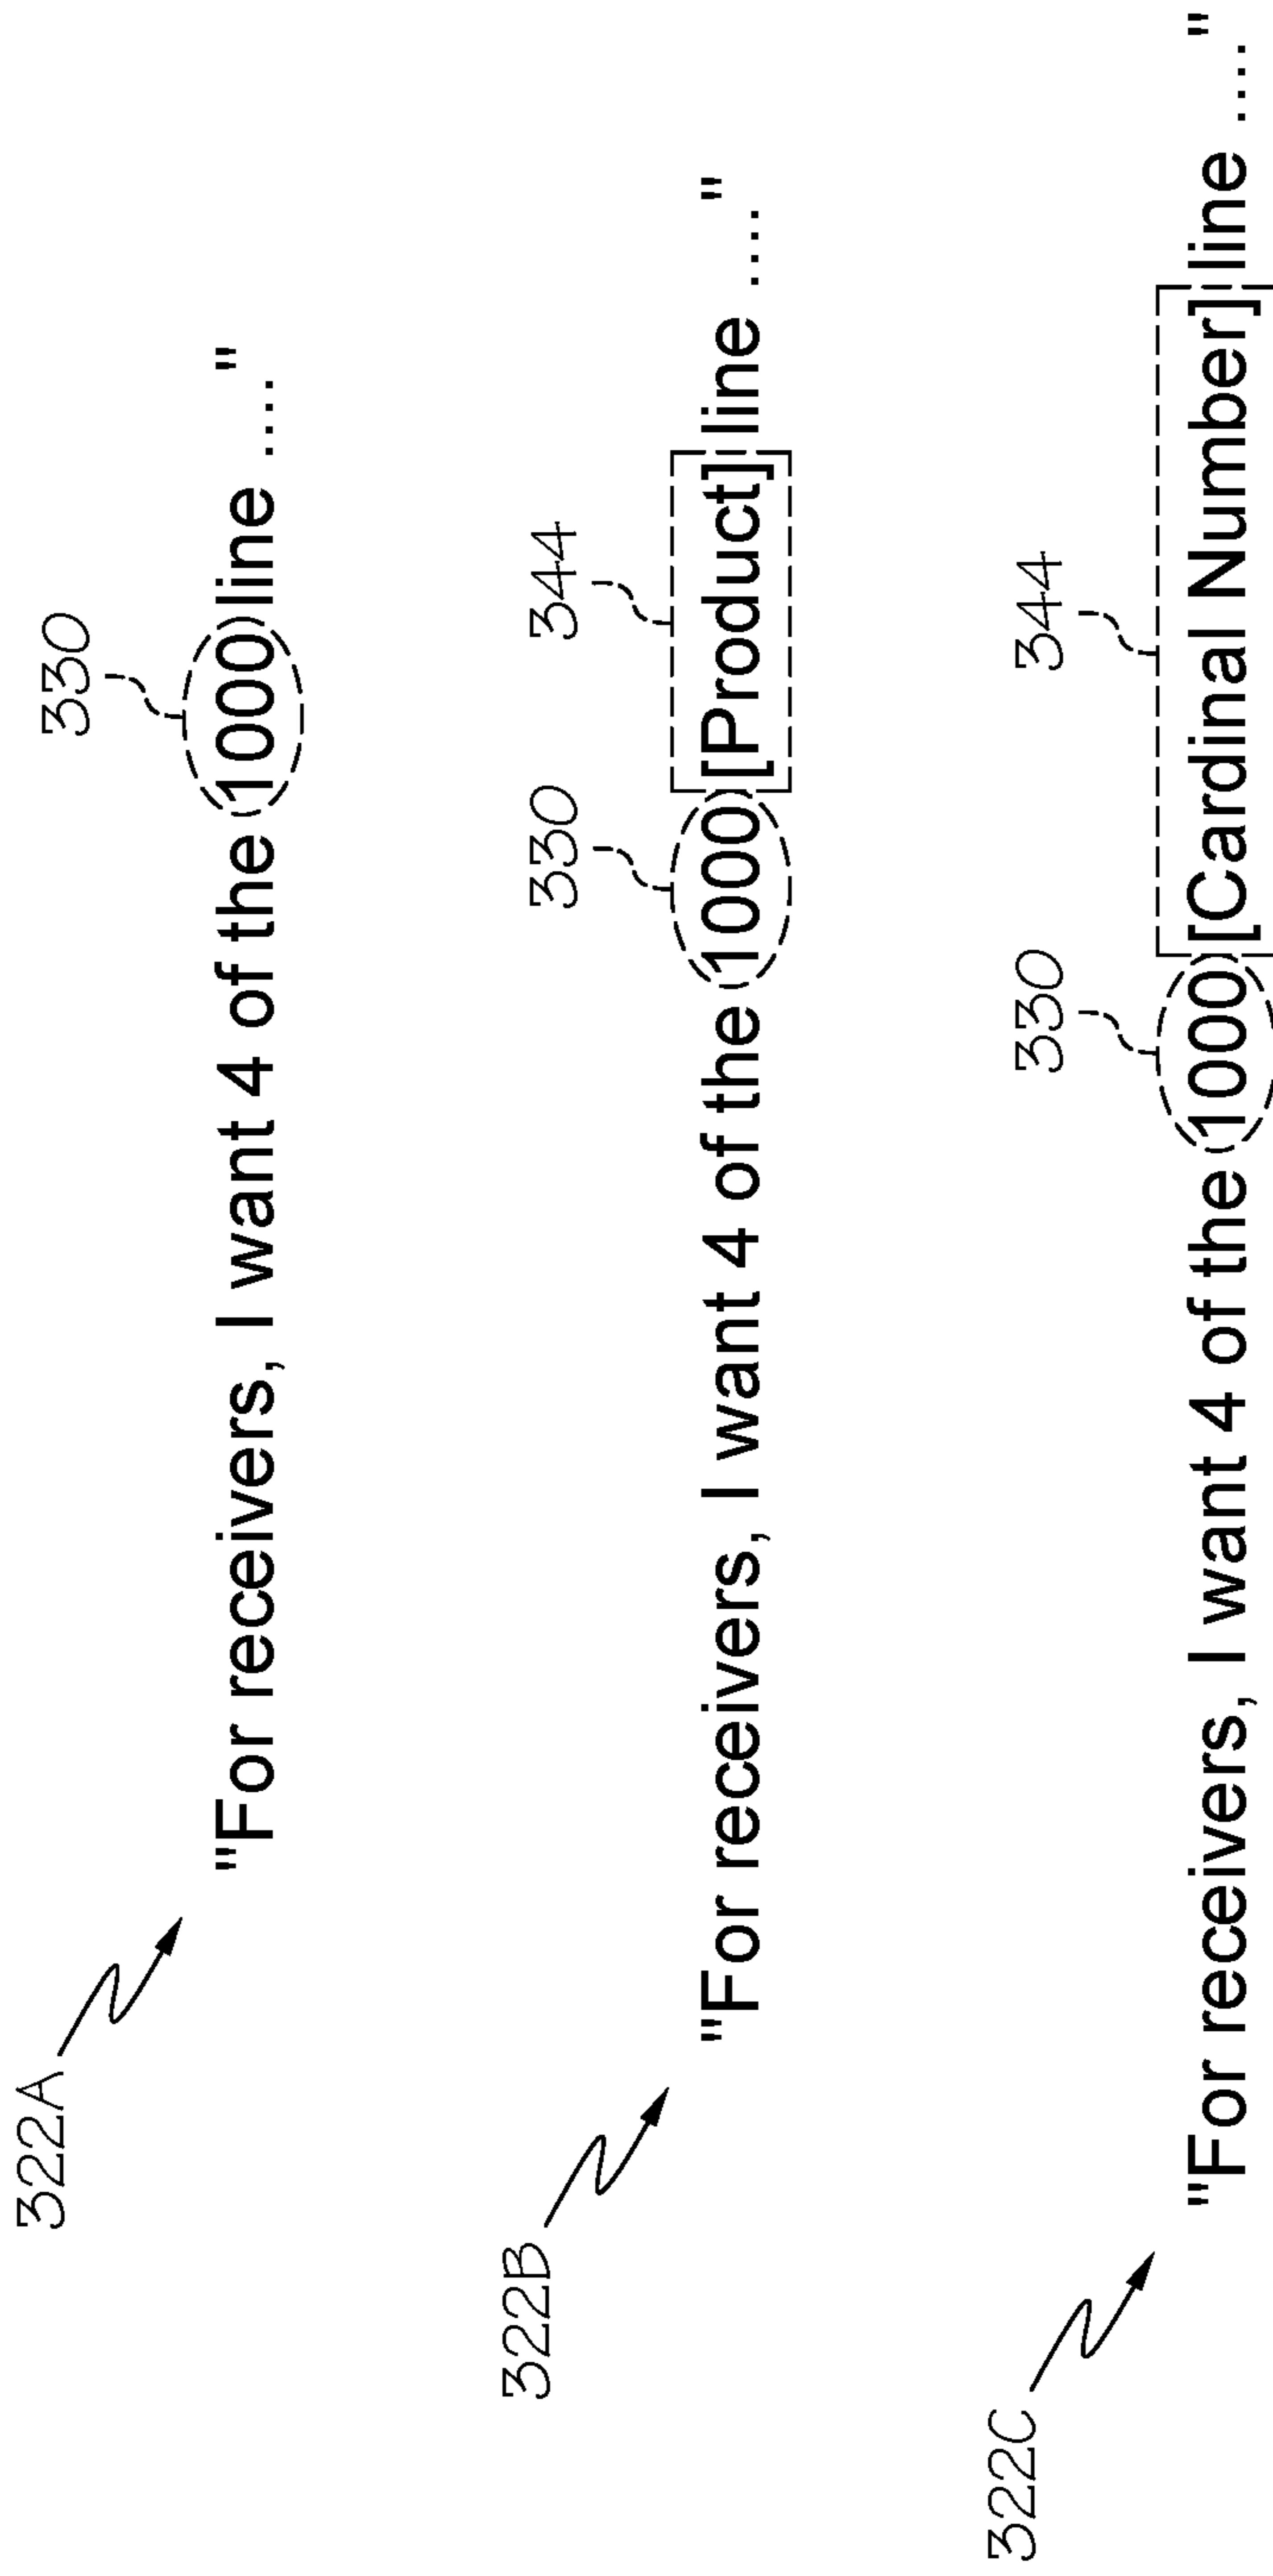 330
322A
"For receivers, I want 4 of the 1000 line ...."
330 344
322B
"For receivers, I want 4 of the 1000 [Product] line ...."
330 344
322C
"For receivers, I want 4 of the 1000 [Cardinal Number] line ...."